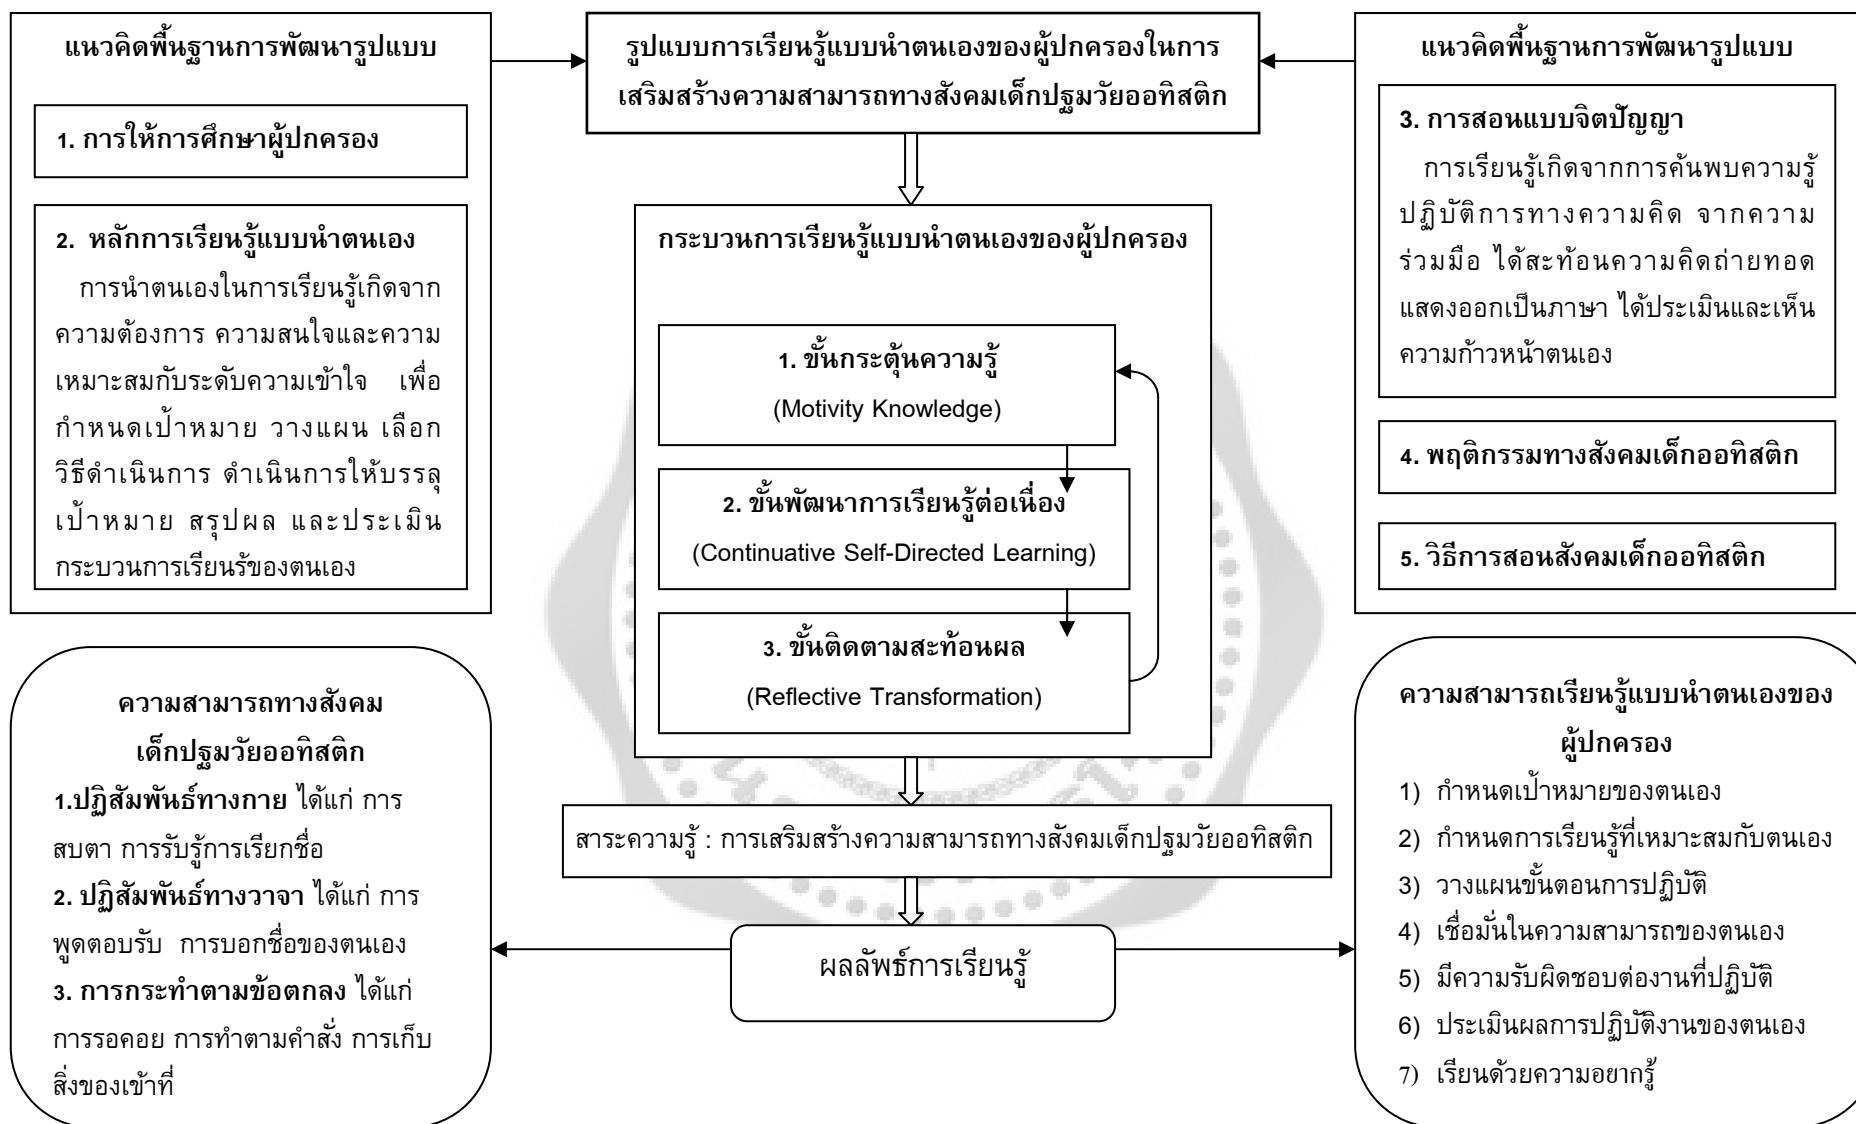 แนวคิดพื้นฐานการพัฒนารูปแบบ
1. การให้การศึกษาผู้ปกครอง
2. หลักการเรียนรู้แบบนำตนเอง
การนำตนเองในการเรียนรู้เกิดจาก
ความต้องการ ความสนใจและความ
เหมาะสมกับระดับความเข้าใจ เพื่อ
กำหนดเป้าหมาย วางแผน เลือก
วิธีดำเนินการ ดำเนินการให้บรรลุ
เป้าหมาย สรุปผล และประเมิน
กระบวนการเรียนรู้ของตนเอง
รูปแบบการเรียนรู้แบบนำตนเองของผู้ปกครองในการ
เสริมสร้างความสามารถทางสังคมเด็กปฐมวัยออทิสติก
กระบวนการเรียนรู้แบบนำตนเองของผู้ปกครอง
1. ขั้นกระตุ้นความรู้
(Motivity Knowledge)
2. ขั้นพัฒนาการเรียนรู้ต่อเนื่อง
(Continuative Self-Directed Learning)
3. ขั้นติดตามสะท้อนผล
(Reflective Transformation)
แนวคิดพื้นฐานการพัฒนารูปแบบ
3. การสอนแบบจิตปัญญา
การเรียนรู้เกิดจากการค้นพบความรู้
ปฏิบัติการทางความคิด จากความ
ร่วมมือ ได้สะท้อนความคิดถ่ายทอด
แสดงออกเป็นภาษา ได้ประเมินและเห็น
ความก้าวหน้าตนเอง
4. พฤติกรรมทางสังคมเด็กออทิสติก
5. วิธีการสอนสังคมเด็กออทิสติก
สาระความรู้ : การเสริมสร้างความสามารถทางสังคมเด็กปฐมวัยออทิสติก
ผลลัพธ์การเรียนรู้
ความสามารถทางสังคม
เด็กปฐมวัยออทิสติก
1.ปฏิสัมพันธ์ทางกาย ได้แก่ การ
สบตา การรับรู้การเรียกชื่อ
2. ปฏิสัมพันธ์ทางวาจา ได้แก่ การ
พูดตอบรับ การบอกชื่อของตนเอง
3. การกระทำตามข้อตกลง ได้แก่
การรอคอย การทำตามคำสั่ง การเก็บ
สิ่งของเข้าที่
ความสามารถเรียนรู้แบบนำตนเองของ
ผู้ปกครอง
1) กำหนดเป้าหมายของตนเอง
2) กำหนดการเรียนรู้ที่เหมาะสมกับตนเอง
3) วางแผนขั้นตอนการปฏิบัติ
4) เชื่อมั่นในความสามารถของตนเอง
5) มีความรับผิดชอบต่องานที่ปฏิบัติ
6) ประเมินผลการปฏิบัติงานของตนเอง
7) เรียนด้วยความอยากรู้